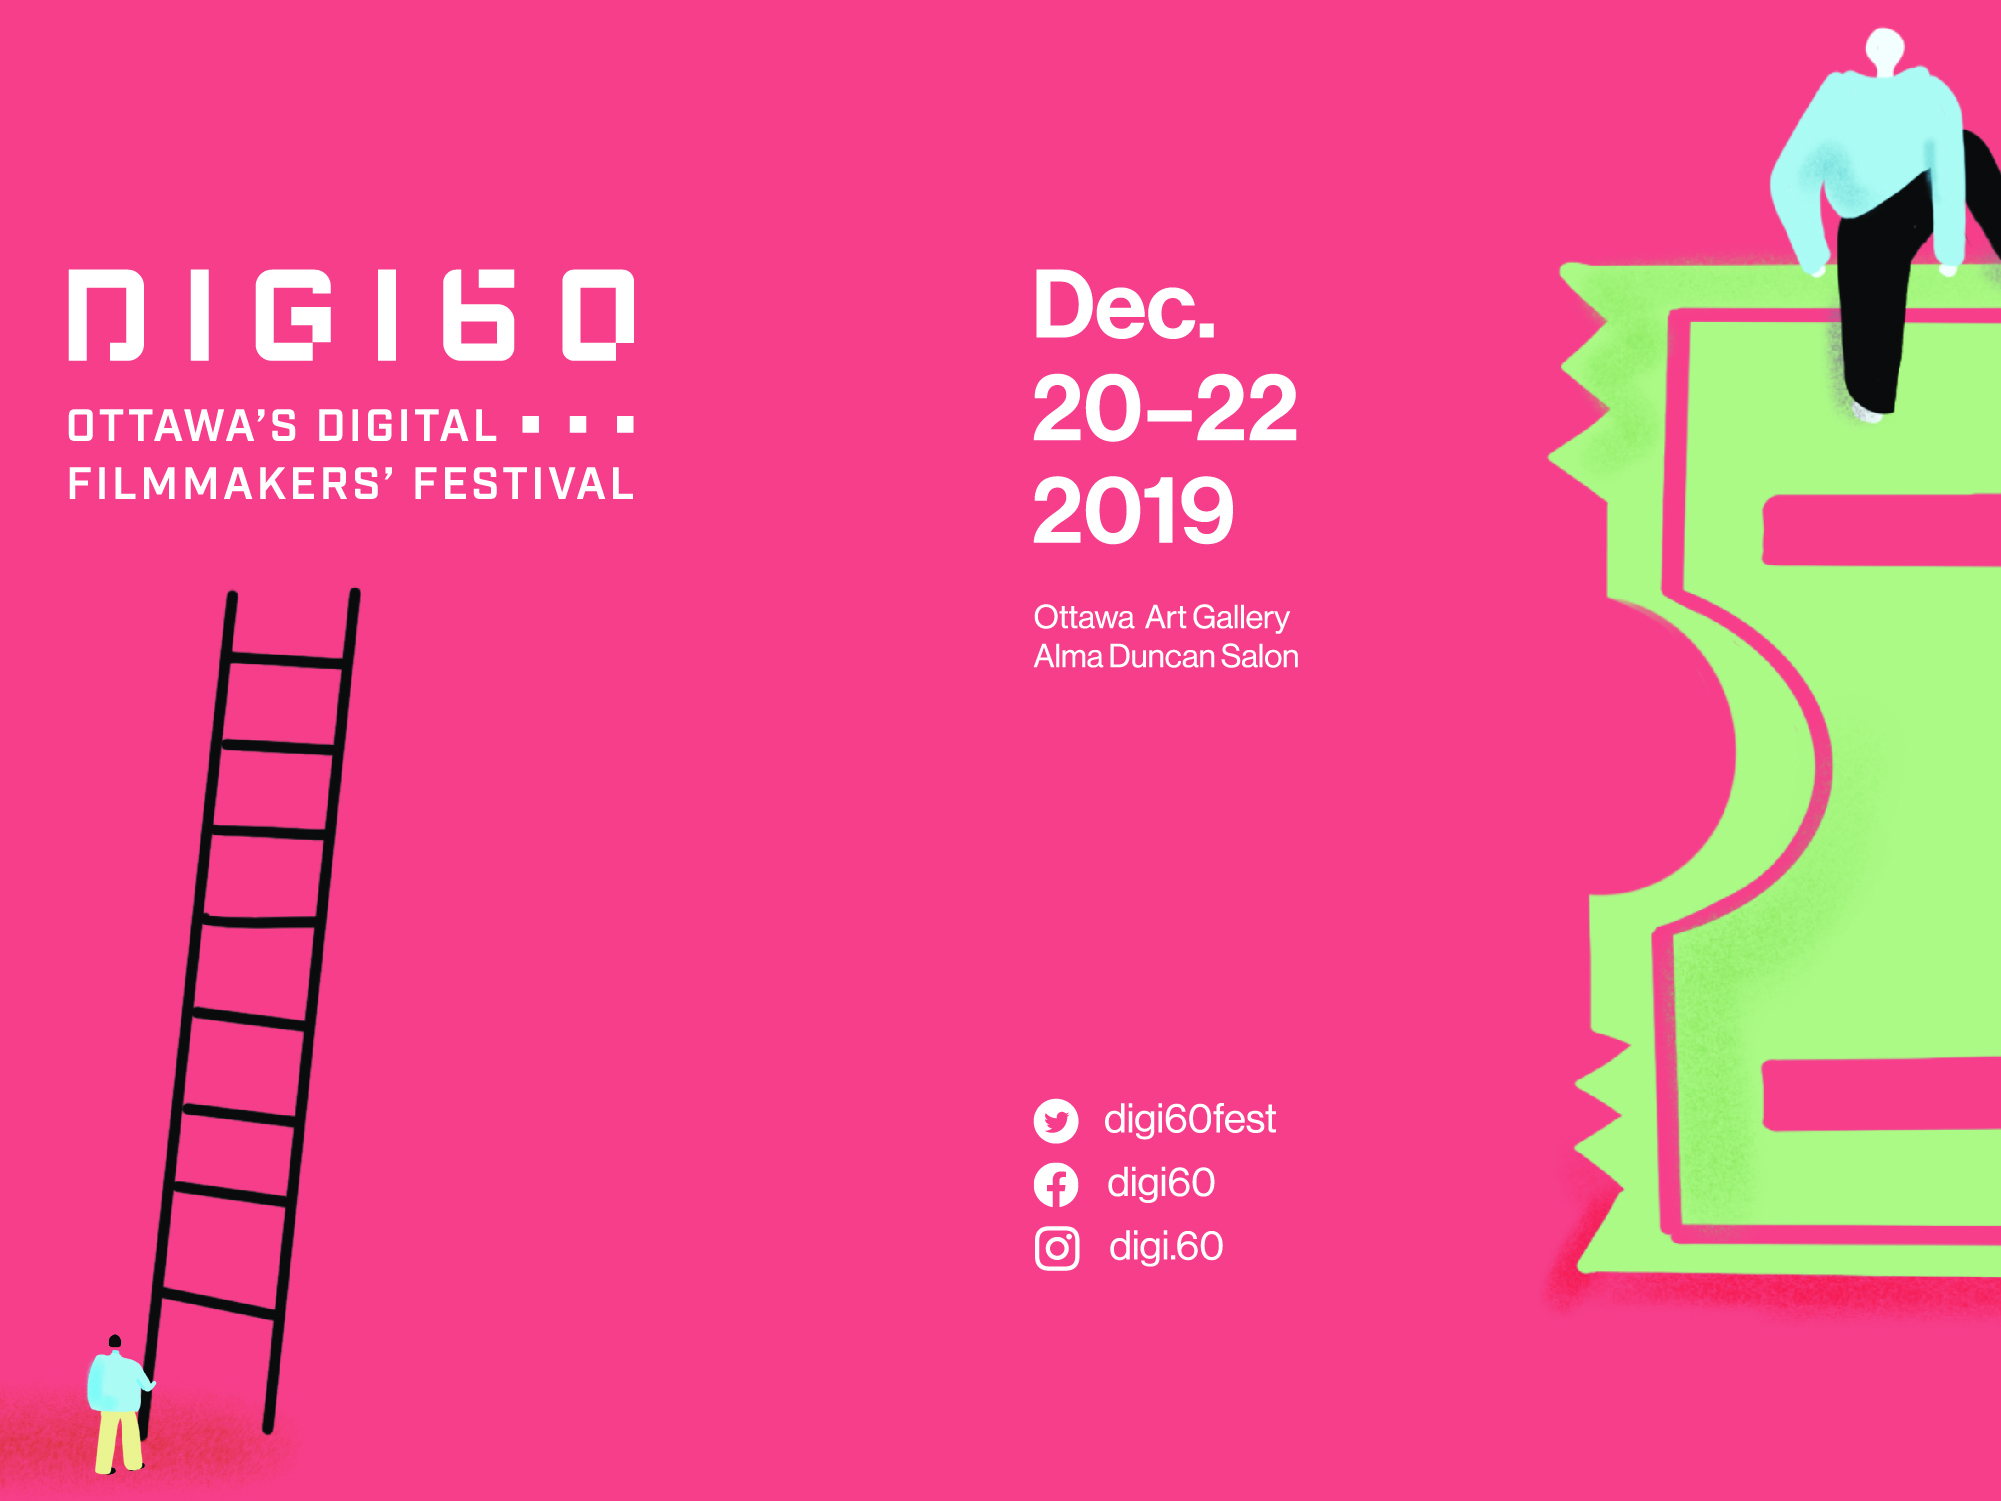 DIGI60
OTTAWA’S DIGITAL
FILMMAKERS’ FESTIVAL
Dec.
20–22
2019
Ottawa Art Gallery
Alma Duncan Salon
digi60fest
digi60
digi.60